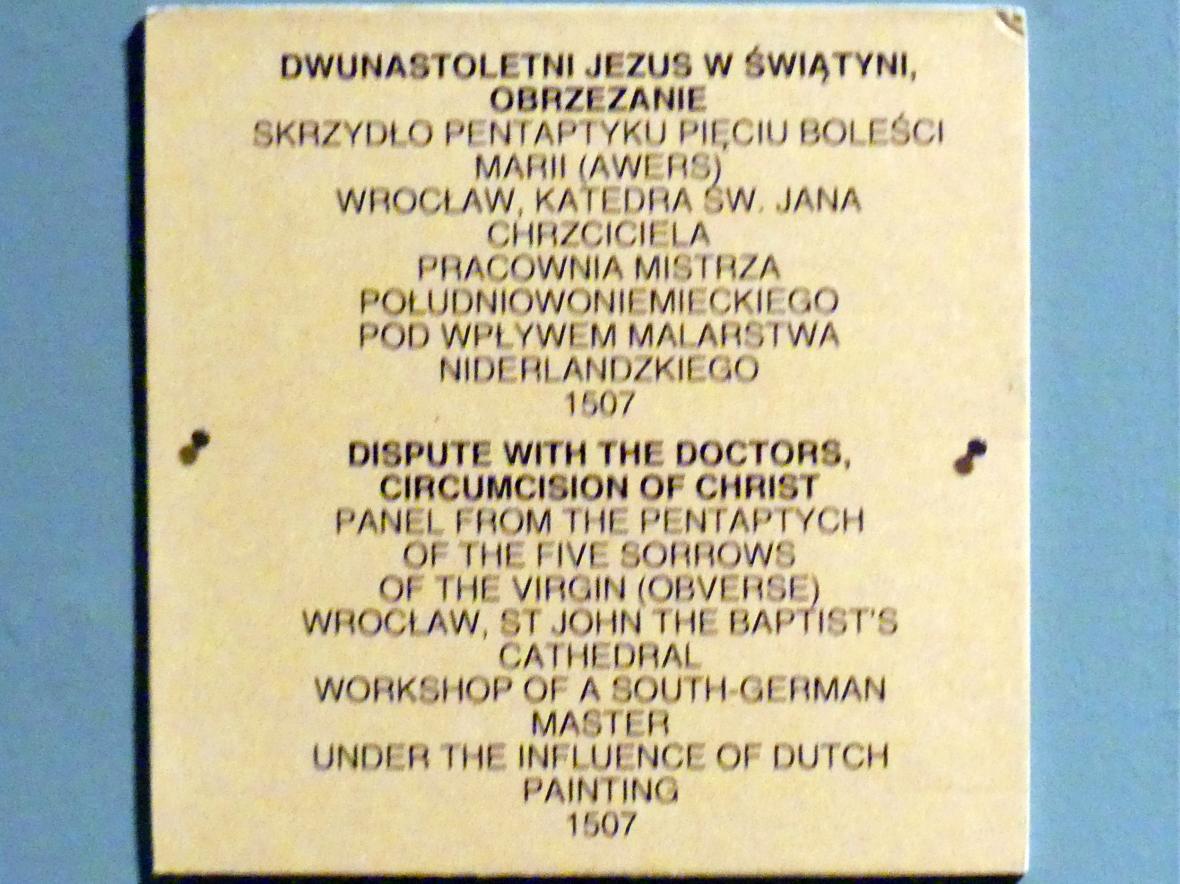 DWUNASTOLETNI JEZUS W ŚWIĄTYNI,
OBRZEZANIE
SKRZYDŁO PENTAPTYKU PIĘCIU BOLEŚCI
MARII (AWERS)
WROCŁAW, KATEDRA ŚW. JANA
CHRZCICIELA
PRACOWNIA MISTRZA
POŁUDNIOWONIEMIECKIEGO
POD WPŁYWEM MALARSTWA
NIDERLANDZKIEGO
1507
DISPUTE WITH THE DOCTORS,
CIRCUMCISION OF CHRIST
PANEL FROM THE PENTAPTYCH
OF THE FIVE SORROWS
OF THE VIRGIN (OBVERSE)
WROCŁAW, ST JOHN THE BAPTIST'S
CATHEDRAL
WORKSHOP OF A SOUTH-GERMAN
MASTER
UNDER THE INFLUENCE OF DUTCH
PAINTING
1507